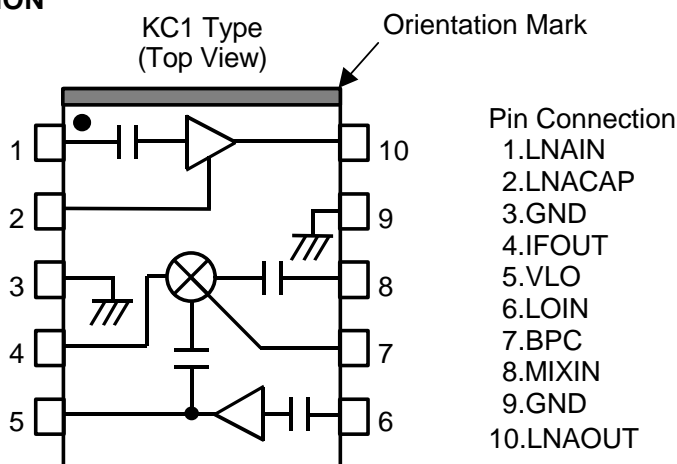 ION
KC1 Type
(Top View)
Orientation Mark
1
2
3
4
5
10
9
8
7
6
Pin Connection
1.LNAIN
2.LNACAP
3.GND
4.IFOUT
5.VLO
6.LOIN
7.BPC
8.MIXIN
9.GND
10.LNAOUT